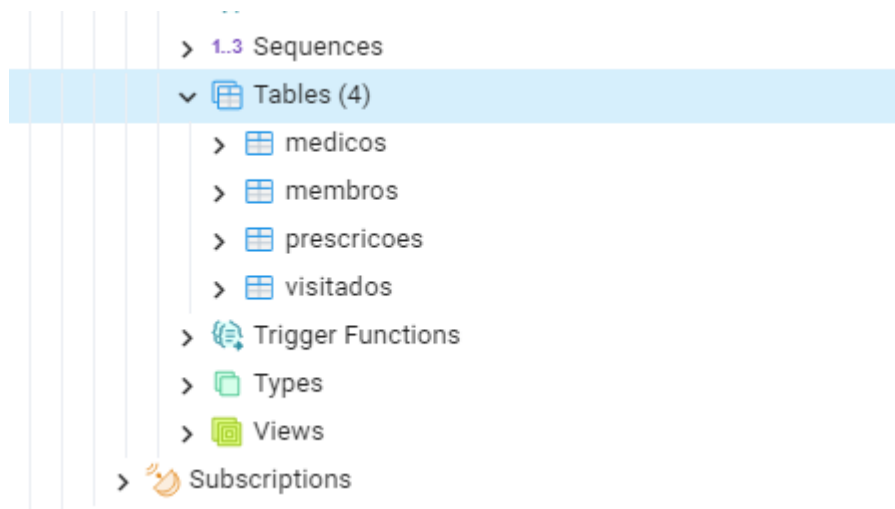 1..3 Sequences
Tables (4)
medicos
membros
prescricoes
visitados
Trigger Functions
Types
Views
Subscriptions